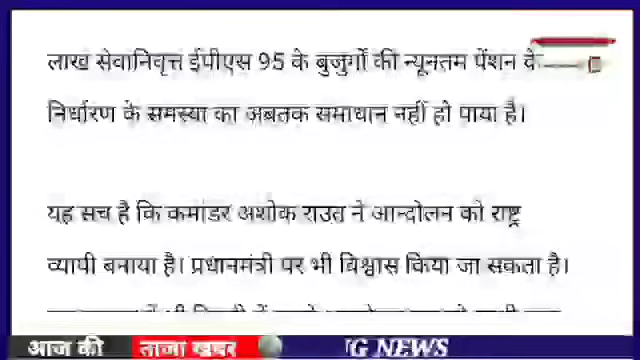 लाख सेवानिवृत्त ईपीएस 95 के बुजुर्गों की न्यूनतम पेंशन के
निर्धारण के समस्या का अबतक समाधान नहीं हो पाया है।
यह सच है कि कमांडर अशोक राउत ने आन्दोलन को राष्ट्र
व्यापी बनाया है। प्रधानमंत्री पर भी विश्वास किया जा सकता है।
आज की ताजा खबर G NEWS